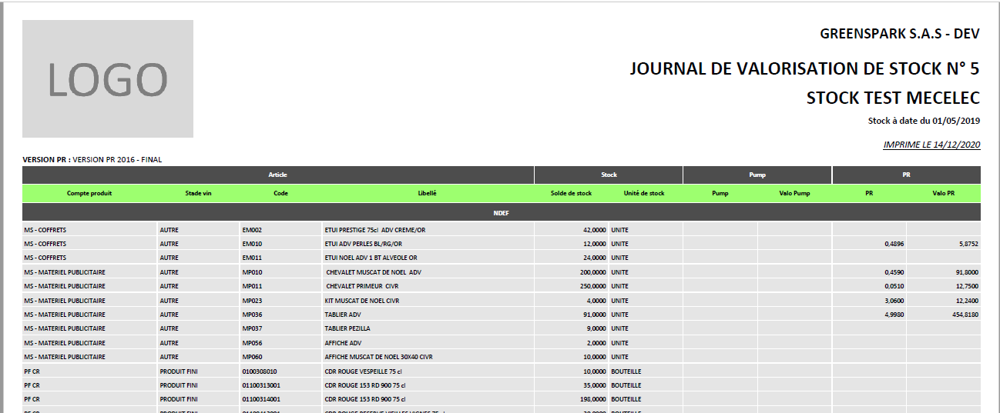 LOGO
GREENSPARK S.A.S - DEV
JOURNAL DE VALORISATION DE STOCK N° 5
STOCK TEST MECELEC
Stock à date du 01/05/2019
IMPRIME LE 14/12/2020
VERSION PR : VERSION PR 2016 - FINAL
Article Stock Pump PR
Compte produit Stade vin Code Libellé Solde de stock Unité de stock Pump Valo Pump PR Valo PR
NDEF
MS - COFFRETS AUTRE EM002 ETUI PRESTIGE 75cl ADV CREME/OR 42,0000 UNITE
MS - COFFRETS AUTRE EM010 ETUI ADV PERLES BL/RG/OR 12,0000 UNITE 0,4896 5,8752
MS - COFFRETS AUTRE EM011 ETUI NOEL ADV 1 BT ALVEOLE OR 24,0000 UNITE
MS - MATERIEL PUBLICITAIRE AUTRE MP010 CHEVALET MUSCAT DE NOEL ADV 200,0000 UNITE 0,4590 91,8000
MS - MATERIEL PUBLICITAIRE AUTRE MP011 CHEVALET PRIMEUR CIVR 250,0000 UNITE 0,0510 12,7500
MS - MATERIEL PUBLICITAIRE AUTRE MP023 KIT MUSCAT DE NOEL CIVR 4,0000 UNITE 3,0600 12,2400
MS - MATERIEL PUBLICITAIRE AUTRE MP036 TABLIER ADV 91,0000 UNITE 4,9980 454,8180
MS - MATERIEL PUBLICITAIRE AUTRE MP037 TABLIER PEZILLA 9,0000 UNITE
MS - MATERIEL PUBLICITAIRE AUTRE MP056 AFFICHE ADV 2,0000 UNITE
MS - MATERIEL PUBLICITAIRE AUTRE MP060 AFFICHE MUSCAT DE NOEL 30X40 CIVR 10,0000 UNITE
PF CR PRODUIT FINI 0100308010 CDR ROUGE VESPEILLE 75 cl 10,0000 BOUTEILLE
PF CR PRODUIT FINI 01100313001 CDR ROUGE 153 RD 900 75 cl 35,0000 BOUTEILLE
PF CR PRODUIT FINI 01100314001 CDR ROUGE 153 RD 900 75 cl 198,0000 BOUTEILLE